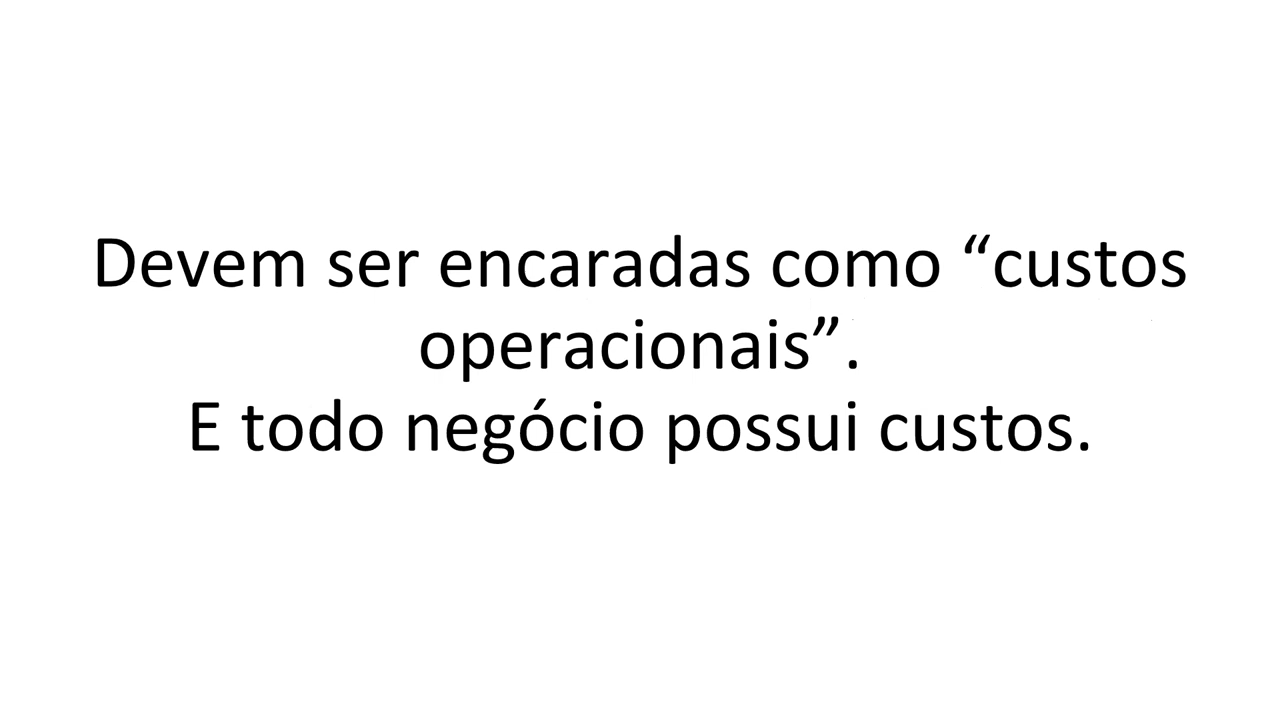 Devem ser encaradas como “custos
operacionais”.
E todo negócio possui custos.